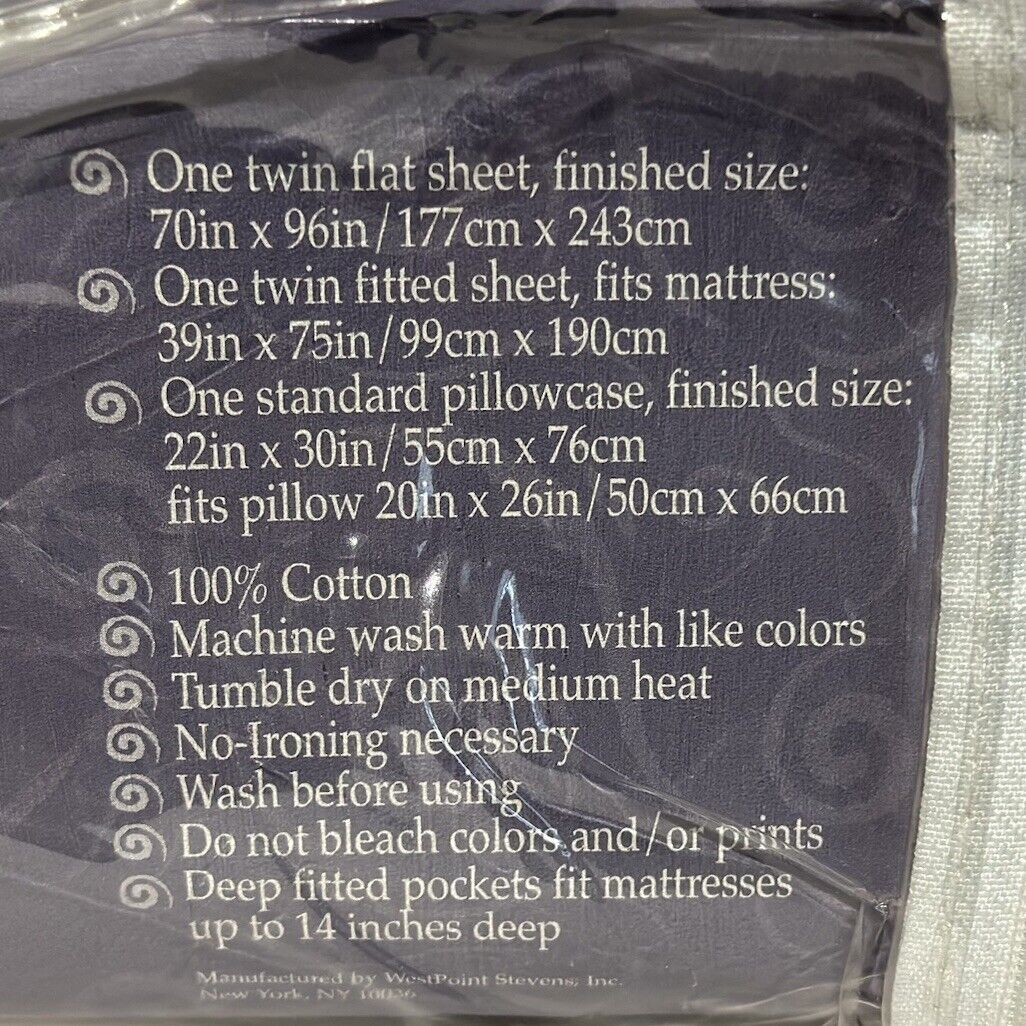 One twin flat sheet, finished size:
70in x 96in/177cm x 243cm
One twin fitted sheet, fits mattress:
39in x 75in/99cm x 190cm
One standard pillowcase, finished size:
22in x 30in/55cm x 76cm
fits pillow 20in x 26in/50cm x 66cm
100% Cotton
Machine wash warm with like colors
Tumble dry on medium heat
No-Ironing necessary
Wash before using
Do not bleach colors and/or prints
Deep fitted pockets fit mattresses
up to 14 inches deep
Manufactured by WestPoint Stevens, Inc.
New York, NY 10036